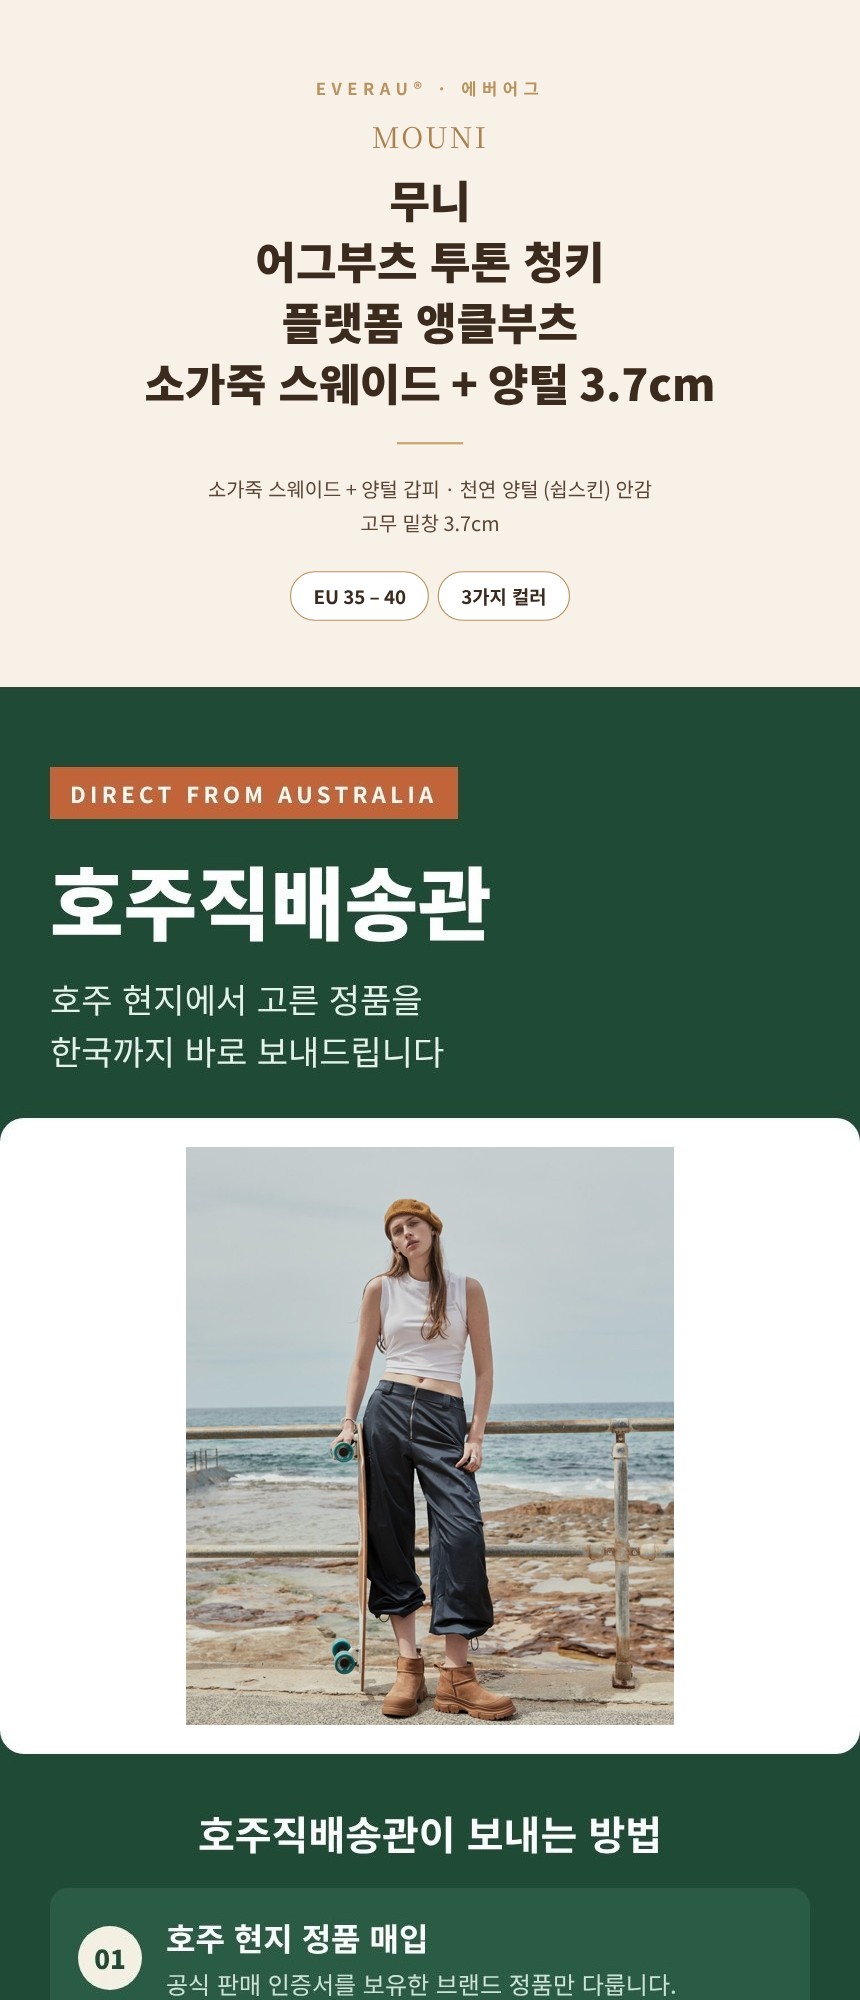 EVERAU® · 에버어그
MOUNI
무니
어그부츠 투톤 청키
플랫폼 앵클부츠
소가죽 스웨이드 + 양털 3.7cm
소가죽 스웨이드 + 양털 갑피 · 천연 양털 (쉽스킨) 안감
고무 밑창 3.7cm
EU 35 – 40
3가지 컬러
DIRECT FROM AUSTRALIA
호주직배송관
호주 현지에서 고른 정품을
한국까지 바로 보내드립니다
호주직배송관이 보내는 방법
01
호주 현지 정품 매입
공식 판매 인증서를 보유한 브랜드 정품만 다룹니다.